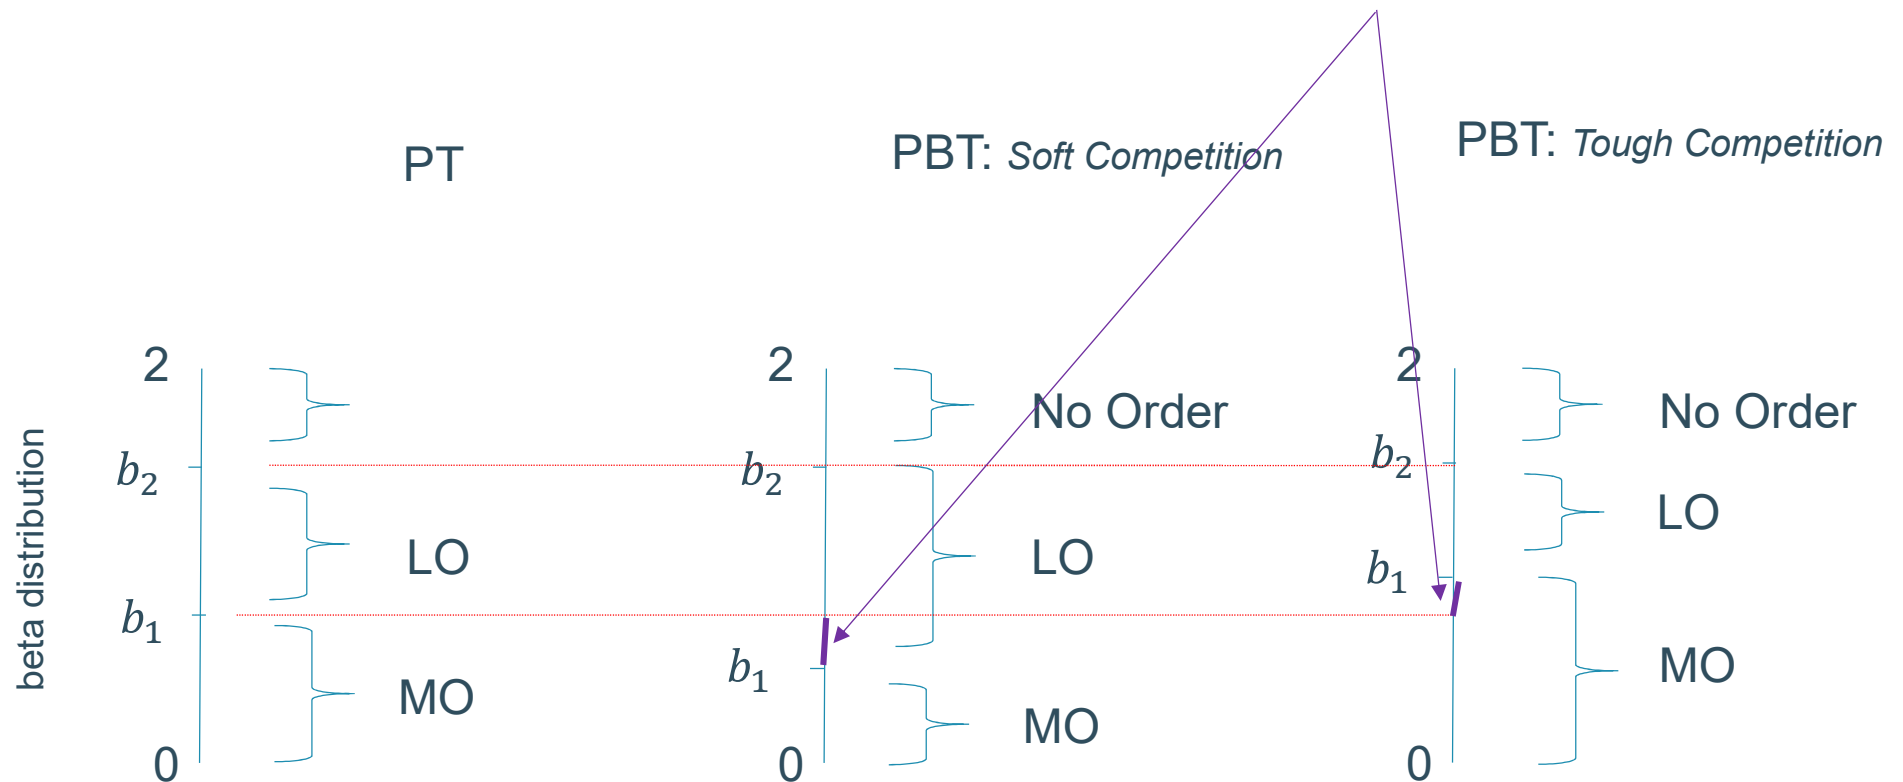 PT
PBT: Soft Competition
PBT: Tough Competition
beta distribution
2
b₂
LO
b₁
MO
0
2
No Order
b₂
LO
b₁
MO
0
2
No Order
b₂
LO
b₁
MO
0